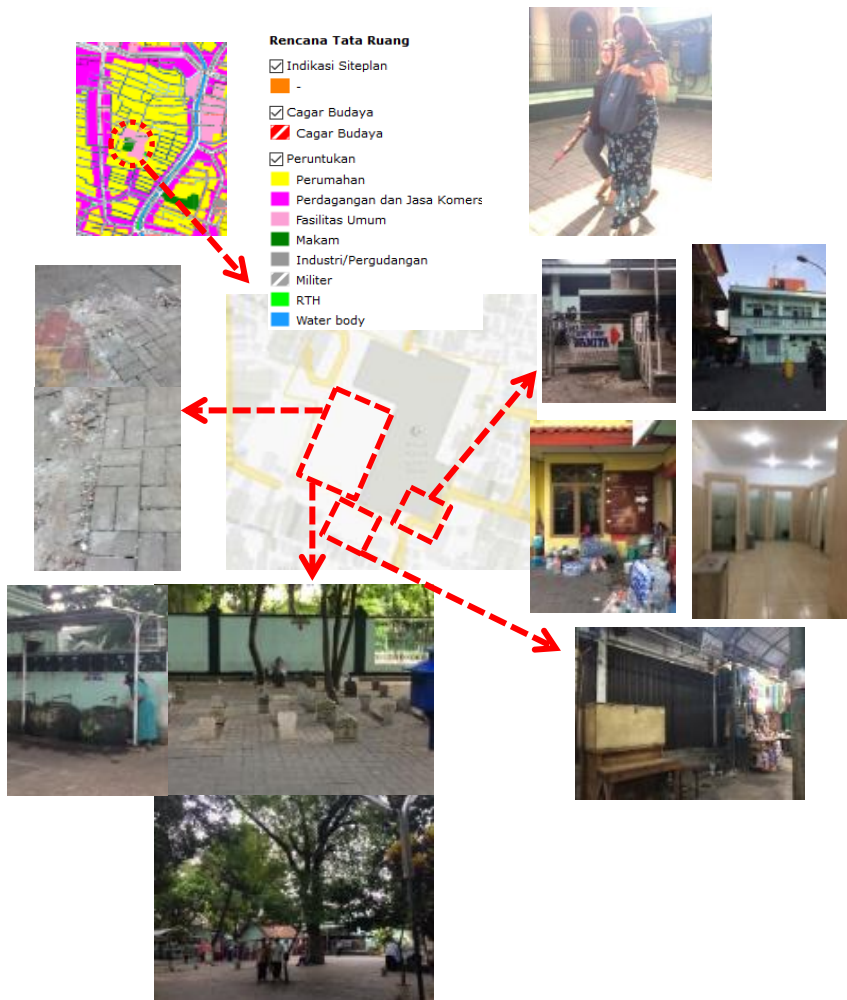 Rencana Tata Ruang
Indikasi Siteplan
-
Cagar Budaya
Cagar Budaya
Peruntukan
Perumahan
Perdagangan dan Jasa Komers
Fasilitas Umum
Makam
Industri/Pergudangan
Militer
RTH
Water body
WANITA